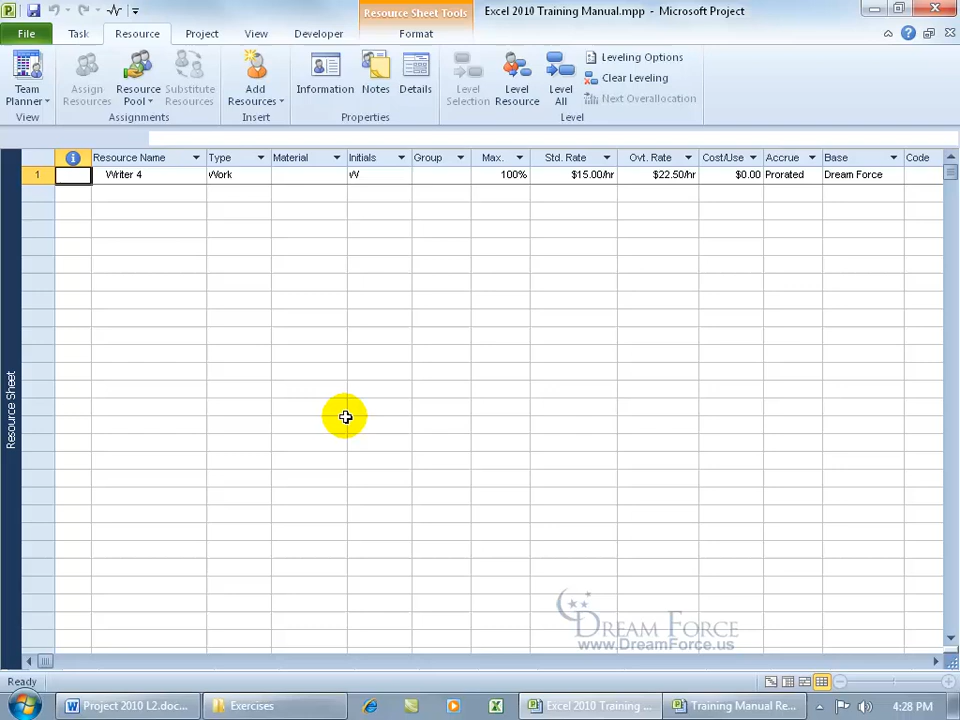 Resource Sheet Tools
Excel 2010 Training Manual.mpp - Microsoft Project
File Task Resource Project View Developer Format
Team Planner
Assign Resources
Resource Pool
Substitute Resources
Add Resources
Information
Notes
Details
Level Selection
Level Resource
Level All
Leveling Options
Clear Leveling
Next Overallocation
View Assignments Insert Properties Level
Resource Name Type Material Initials Group Max. Std. Rate Ovt. Rate Cost/Use Accrue Base Code
1 Writer 4 Work W 100% $15.00/hr $22.50/hr $0.00 Prorated Dream Force
Resource Sheet
DREAM FORCE
www.DreamForce.us
Ready
Project 2010 L2.doc... Exercises Excel 2010 Training ... Training Manual Re... 4:28 PM